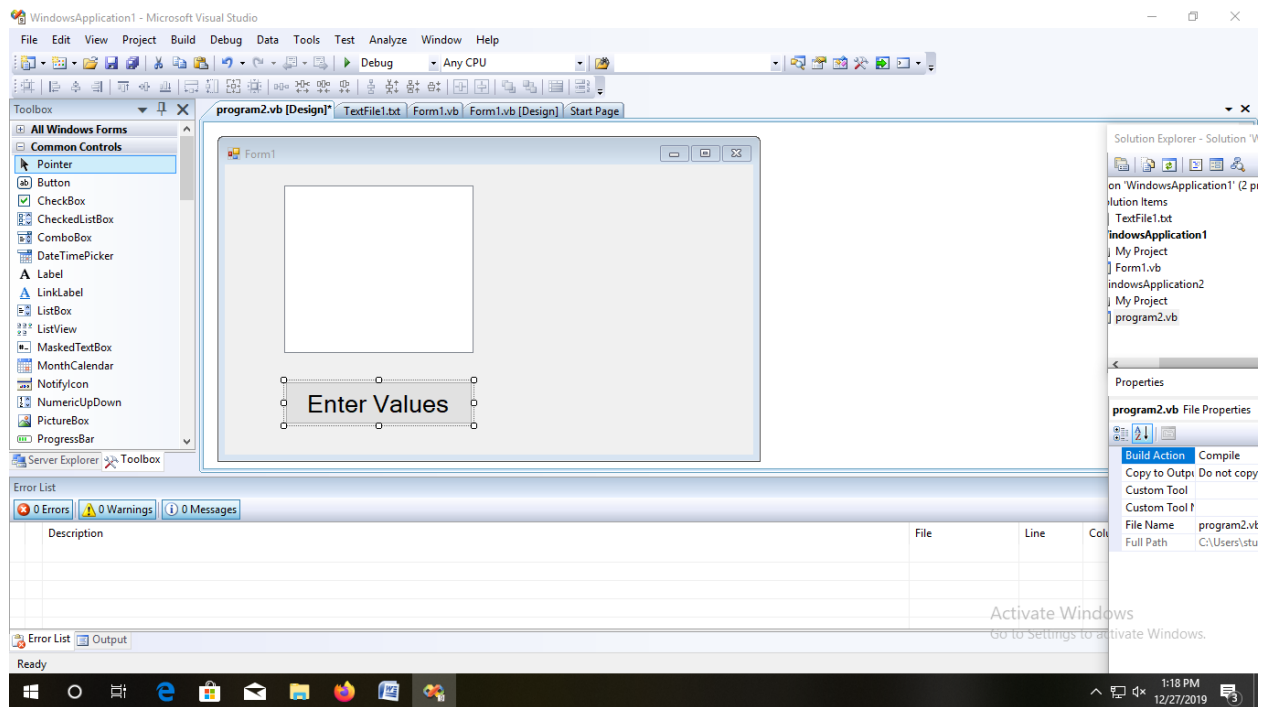 WindowsApplication1 - Microsoft Visual Studio
File Edit View Project Build Debug Data Tools Test Analyze Window Help
Debug Any CPU
Toolbox
program2.vb [Design]* TextFile1.txt Form1.vb Form1.vb [Design] Start Page
All Windows Forms
Common Controls
Pointer
Button
CheckBox
CheckedListBox
ComboBox
DateTimePicker
Label
LinkLabel
ListBox
ListView
MaskedTextBox
MonthCalendar
NotifyIcon
NumericUpDown
PictureBox
ProgressBar
Server Explorer Toolbox
Form1
Enter Values
Solution Explorer - Solution 'W
on 'WindowsApplication1' (2 pr
olution Items
TextFile1.txt
indowsApplication1
My Project
Form1.vb
indowsApplication2
My Project
program2.vb
Properties
program2.vb File Properties
Build Action Compile
Copy to Outpu Do not copy
Custom Tool
Custom Tool N
File Name program2.vb
Full Path C:\Users\stu
Error List
0 Errors 0 Warnings 0 Messages
Description File Line Colu
Activate Windows
Go to Settings to activate Windows.
Error List Output
Ready
1:18 PM
12/27/2019
3